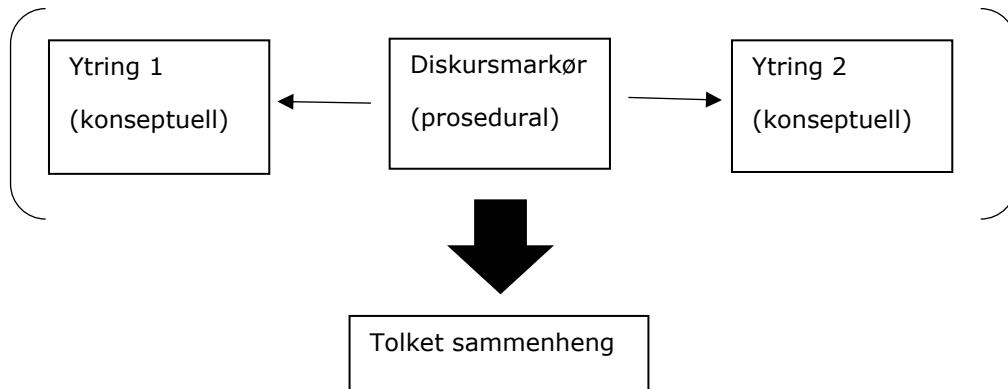 Ytring 1
(konseptuell)
Diskursmarkør
(prosedural)
Ytring 2
(konseptuell)
Tolket sammenheng